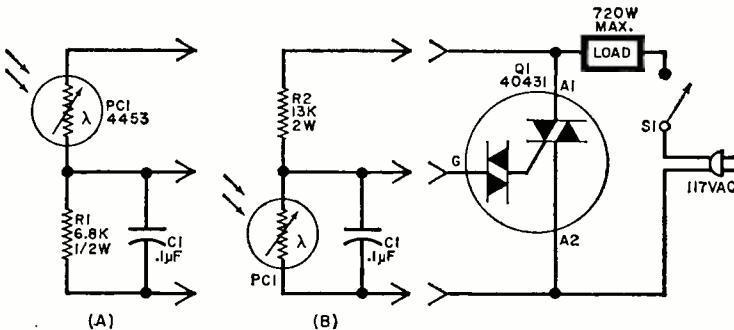 PC1
4453
λ
R1
6.8K
1/2W
C1
.1µF
(A)
R2
13K
2W
λ
PC1
C1
.1µF
(B)
720W
MAX.
LOAD
Q1
40431
A1
G
A2
S1
117VAC